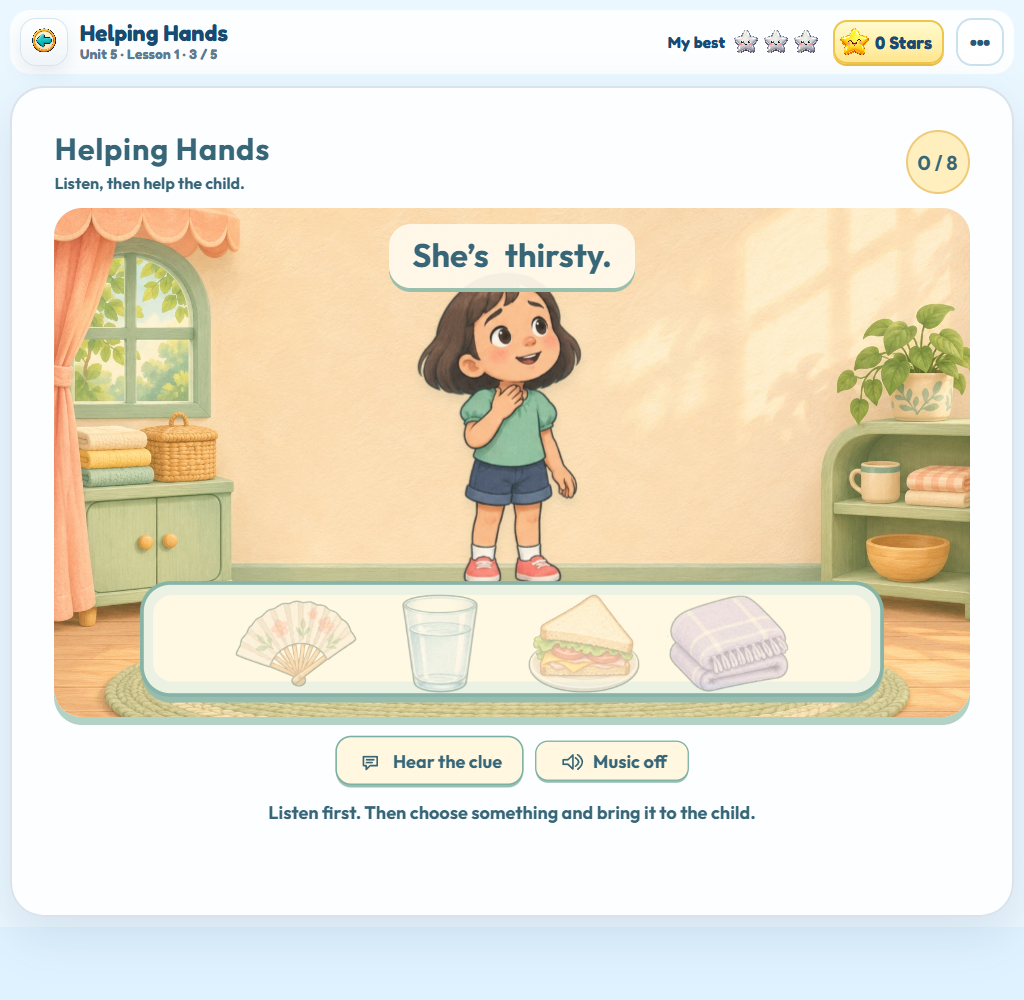 Helping Hands
Unit 5 · Lesson 1 · 3 / 5
My best
0 Stars
Helping Hands
Listen, then help the child.
0 / 8
She’s thirsty.
Hear the clue
Music off
Listen first. Then choose something and bring it to the child.